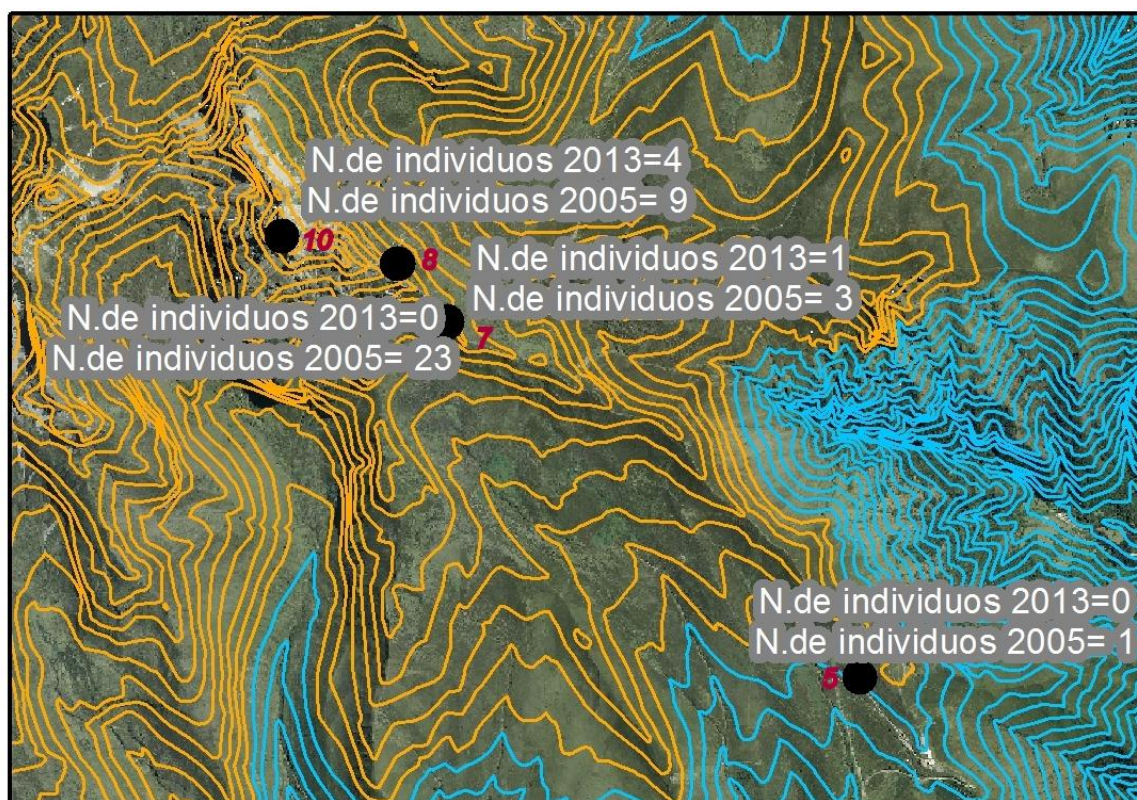 N.de individuos 2013=4
N.de individuos 2005= 9
10
8
N.de individuos 2013=1
N.de individuos 2005= 3
N.de individuos 2013=0
7
N.de individuos 2005= 23
N.de individuos 2013=0
N.de individuos 2005= 1
5